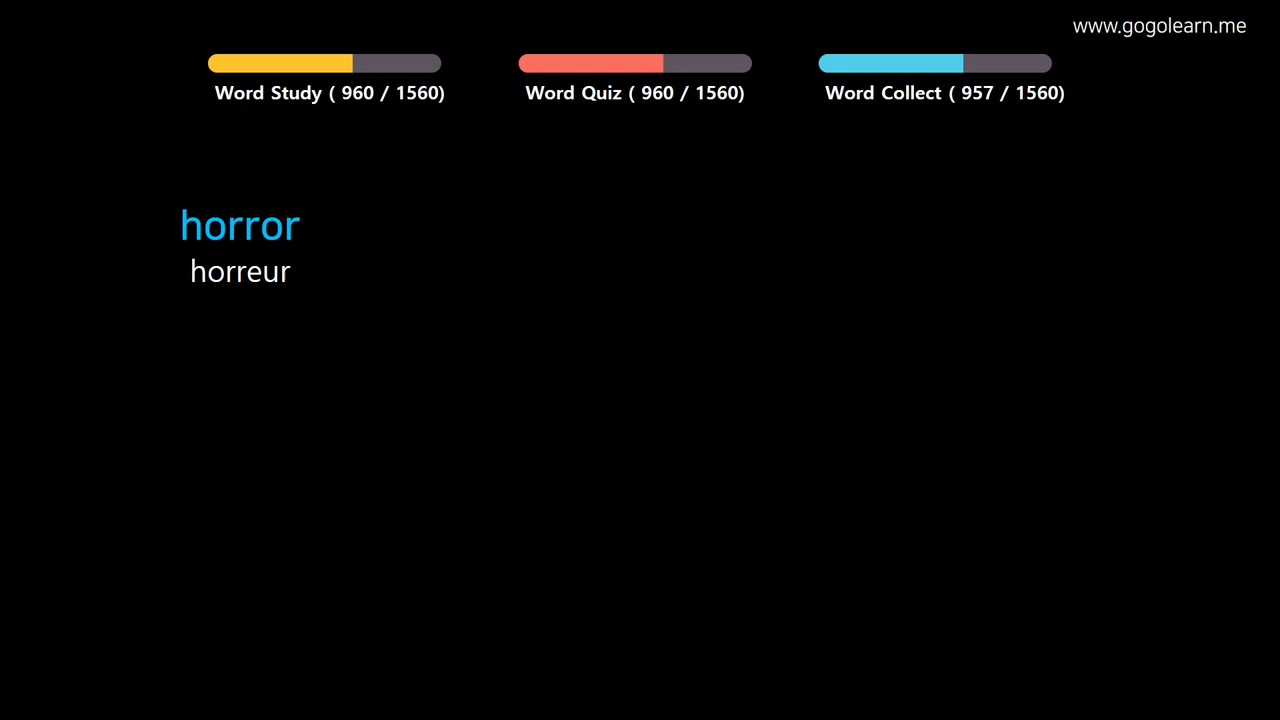 www.gogolearn.me
Word Study ( 960 / 1560)
Word Quiz ( 960 / 1560)
Word Collect ( 957 / 1560)
horror
horreur